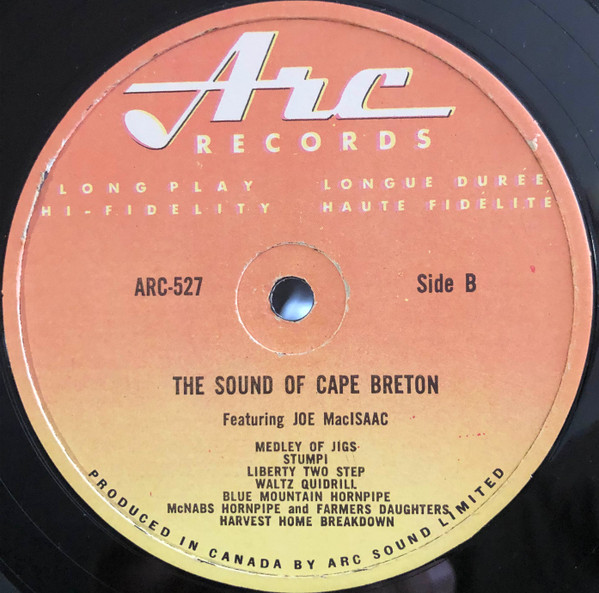 Arc
RECORDS
LONG PLAY LONGUE DUREE
HI-FIDELITY HAUTE FIDELITE
ARC-527 Side B
THE SOUND OF CAPE BRETON
Featuring JOE MacISAAC
MEDLEY OF JIGS
STUMPI
LIBERTY TWO STEP
WALTZ QUIDRILL
BLUE MOUNTAIN HORNPIPE
McNABS HORNPIPE and FARMERS DAUGHTERS
HARVEST HOME BREAKDOWN
PRODUCED IN CANADA BY ARC SOUND LIMITED